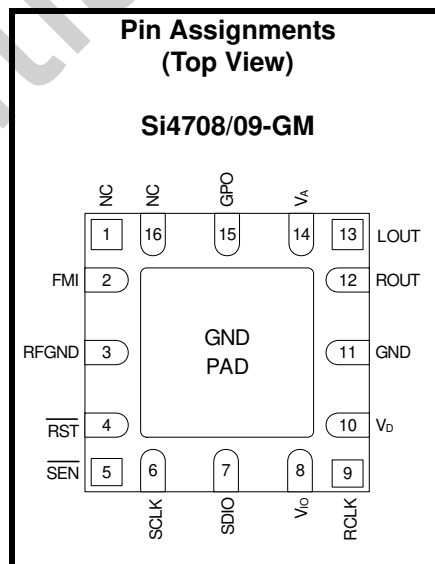 Pin Assignments
(Top View)
Si4708/09-GM
NC
NC
GPO
VA
1
16
15
14
13
LOUT
FMI
2
12
ROUT
GND
PAD
RFGND
3
11
GND
RST
4
10
VD
SEN
5
6
7
8
9
SCLK
SDIO
VIO
RCLK